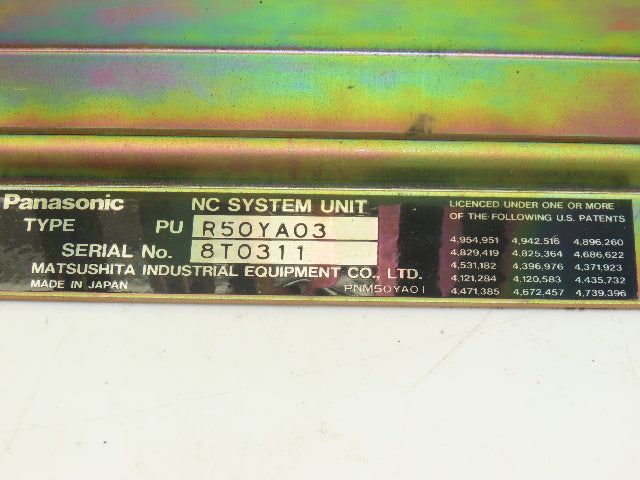 Panasonic NC SYSTEM UNIT
TYPE PU R50YA03
SERIAL No. 8T0311
MATSUSHITA INDUSTRIAL EQUIPMENT CO., LTD.
MADE IN JAPAN PNM50YA01
LICENCED UNDER ONE OR MORE
OF THE FOLLOWING U.S. PATENTS
4,954,951 4,942,516 4,896,260
4,829,419 4,825,364 4,686,622
4,531,182 4,396,976 4,371,923
4,121,284 4,120,583 4,435,732
4,471,385 4,672,457 4,739,396